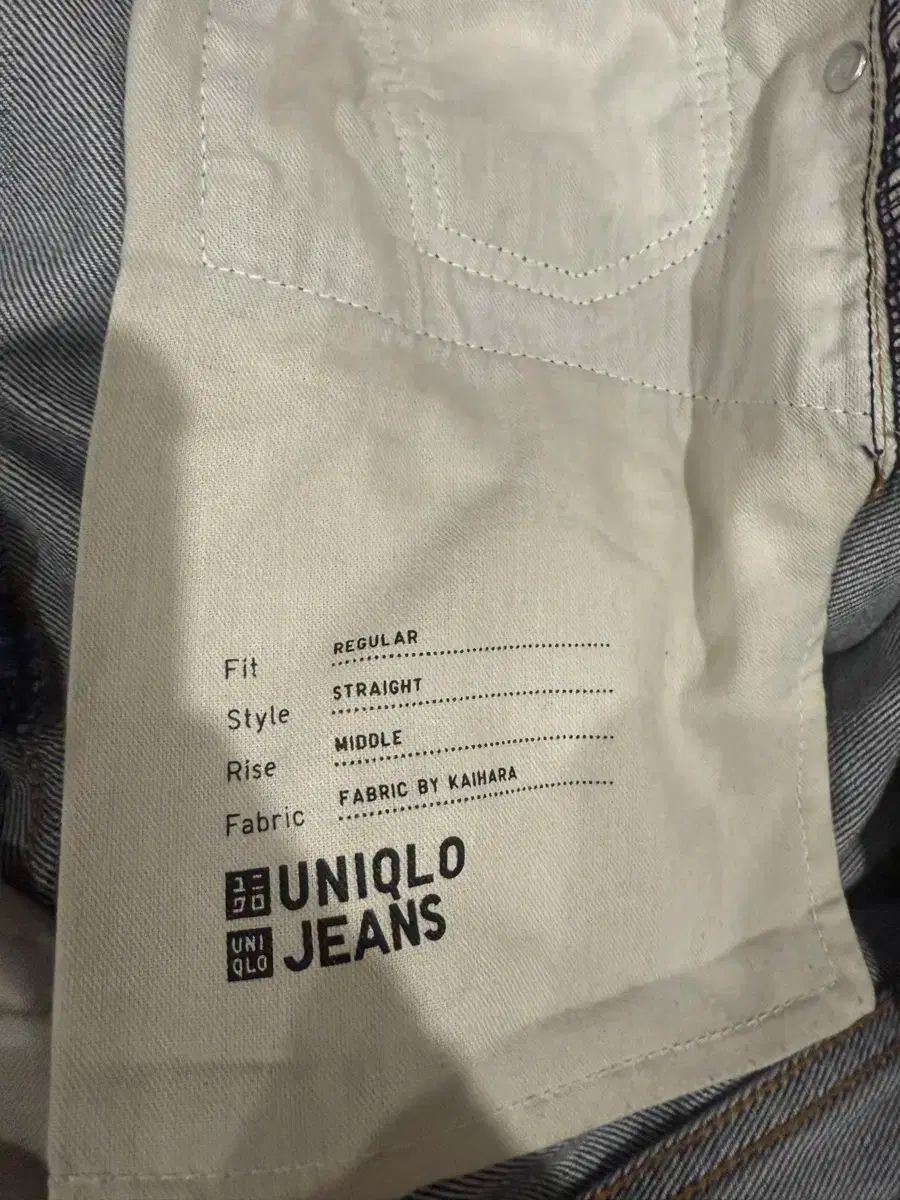 Fit REGULAR
Style STRAIGHT
Rise MIDDLE
Fabric FABRIC BY KAIHARA
ユニ
クロ
UNIQLO
UNI
QLO
JEANS